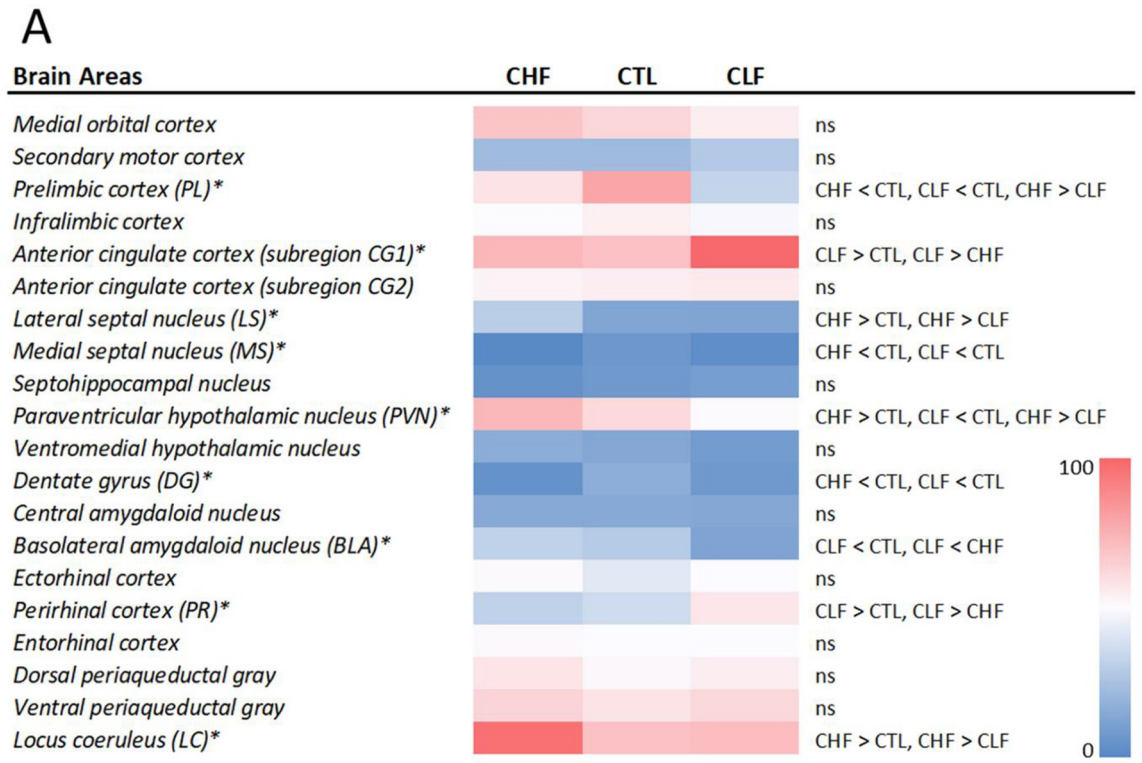 A
Brain Areas CHF CTL CLF
Medial orbital cortex ns
Secondary motor cortex ns
Prelimbic cortex (PL)* CHF < CTL, CLF < CTL, CHF > CLF
Infralimbic cortex ns
Anterior cingulate cortex (subregion CG1)* CLF > CTL, CLF > CHF
Anterior cingulate cortex (subregion CG2) ns
Lateral septal nucleus (LS)* CHF > CTL, CHF > CLF
Medial septal nucleus (MS)* CHF < CTL, CLF < CTL
Septohippocampal nucleus ns
Paraventricular hypothalamic nucleus (PVN)* CHF > CTL, CLF < CTL, CHF > CLF
Ventromedial hypothalamic nucleus ns
100
Dentate gyrus (DG)* CHF < CTL, CLF < CTL
Central amygdaloid nucleus ns
Basolateral amygdaloid nucleus (BLA)* CLF < CTL, CLF < CHF
Ectorhinal cortex ns
Perirhinal cortex (PR)* CLF > CTL, CLF > CHF
Entorhinal cortex ns
Dorsal periaqueductal gray ns
Ventral periaqueductal gray ns
Locus coeruleus (LC)* CHF > CTL, CHF > CLF
0